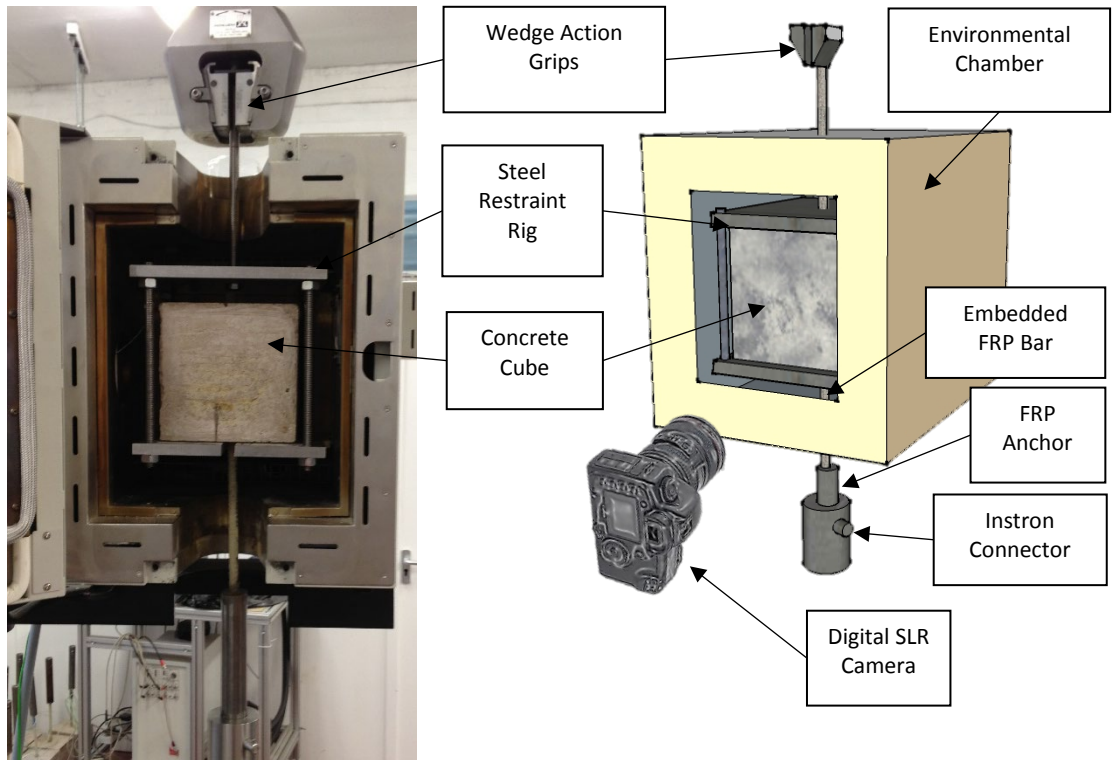 Wedge Action
Grips
Environmental
Chamber
Steel
Restraint
Rig
Concrete
Cube
Embedded
FRP Bar
FRP
Anchor
Instron
Connector
Digital SLR
Camera